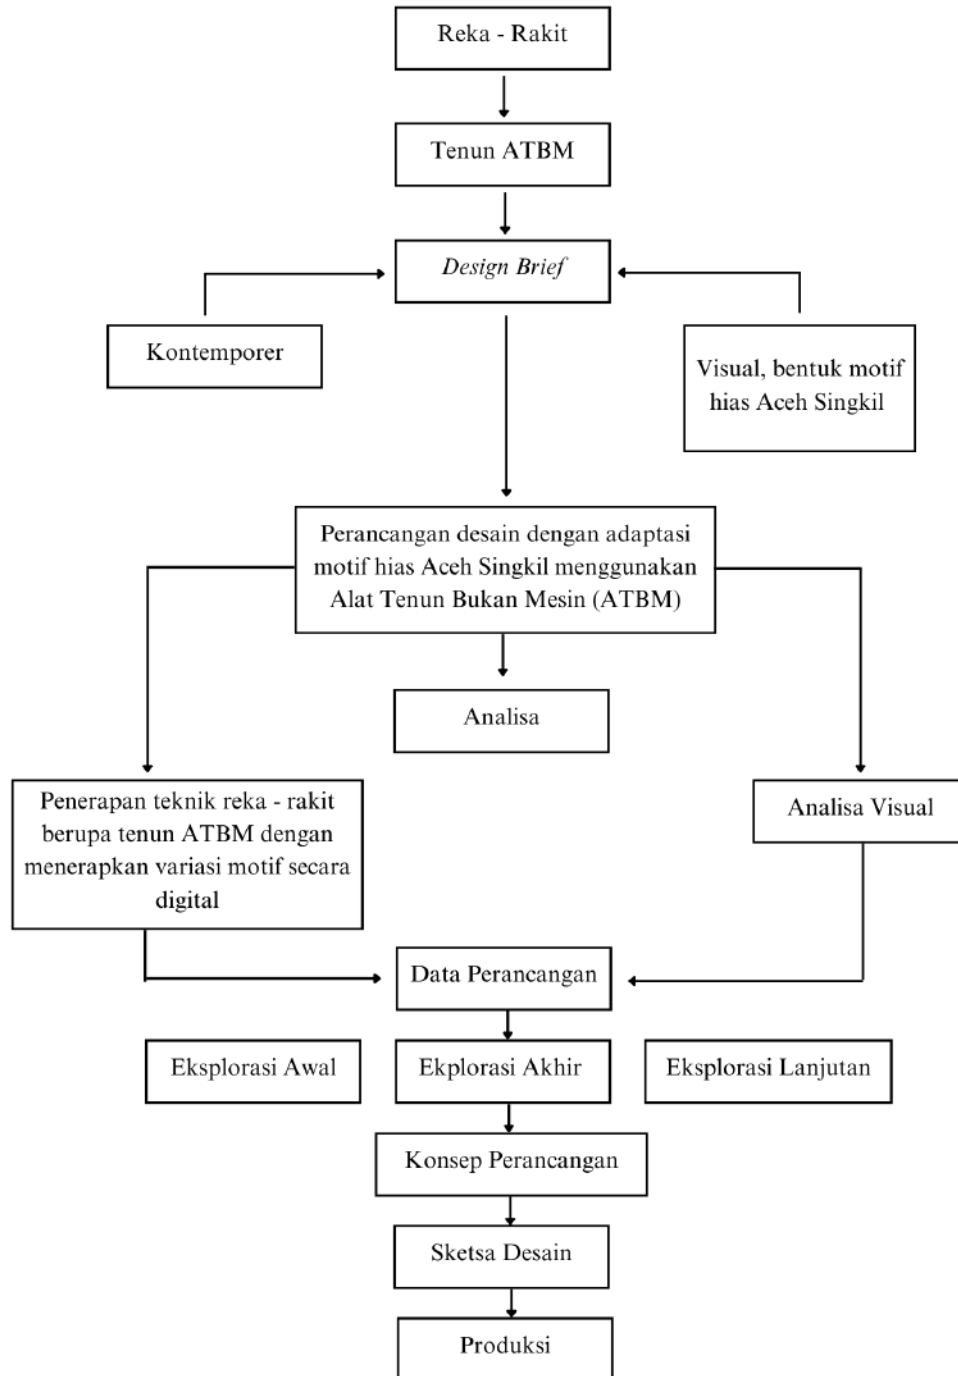 Reka - Rakit
Tenun ATBM
Design Brief
Kontemporer
Visual, bentuk motif
hias Aceh Singkil
Perancangan desain dengan adaptasi
motif hias Aceh Singkil menggunakan
Alat Tenun Bukan Mesin (ATBM)
Analisa
Penerapan teknik reka - rakit
berupa tenun ATBM dengan
menerapkan variasi motif secara
digital
Analisa Visual
Data Perancangan
Eksplorasi Awal
Ekplorasi Akhir
Eksplorasi Lanjutan
Konsep Perancangan
Sketsa Desain
Produksi